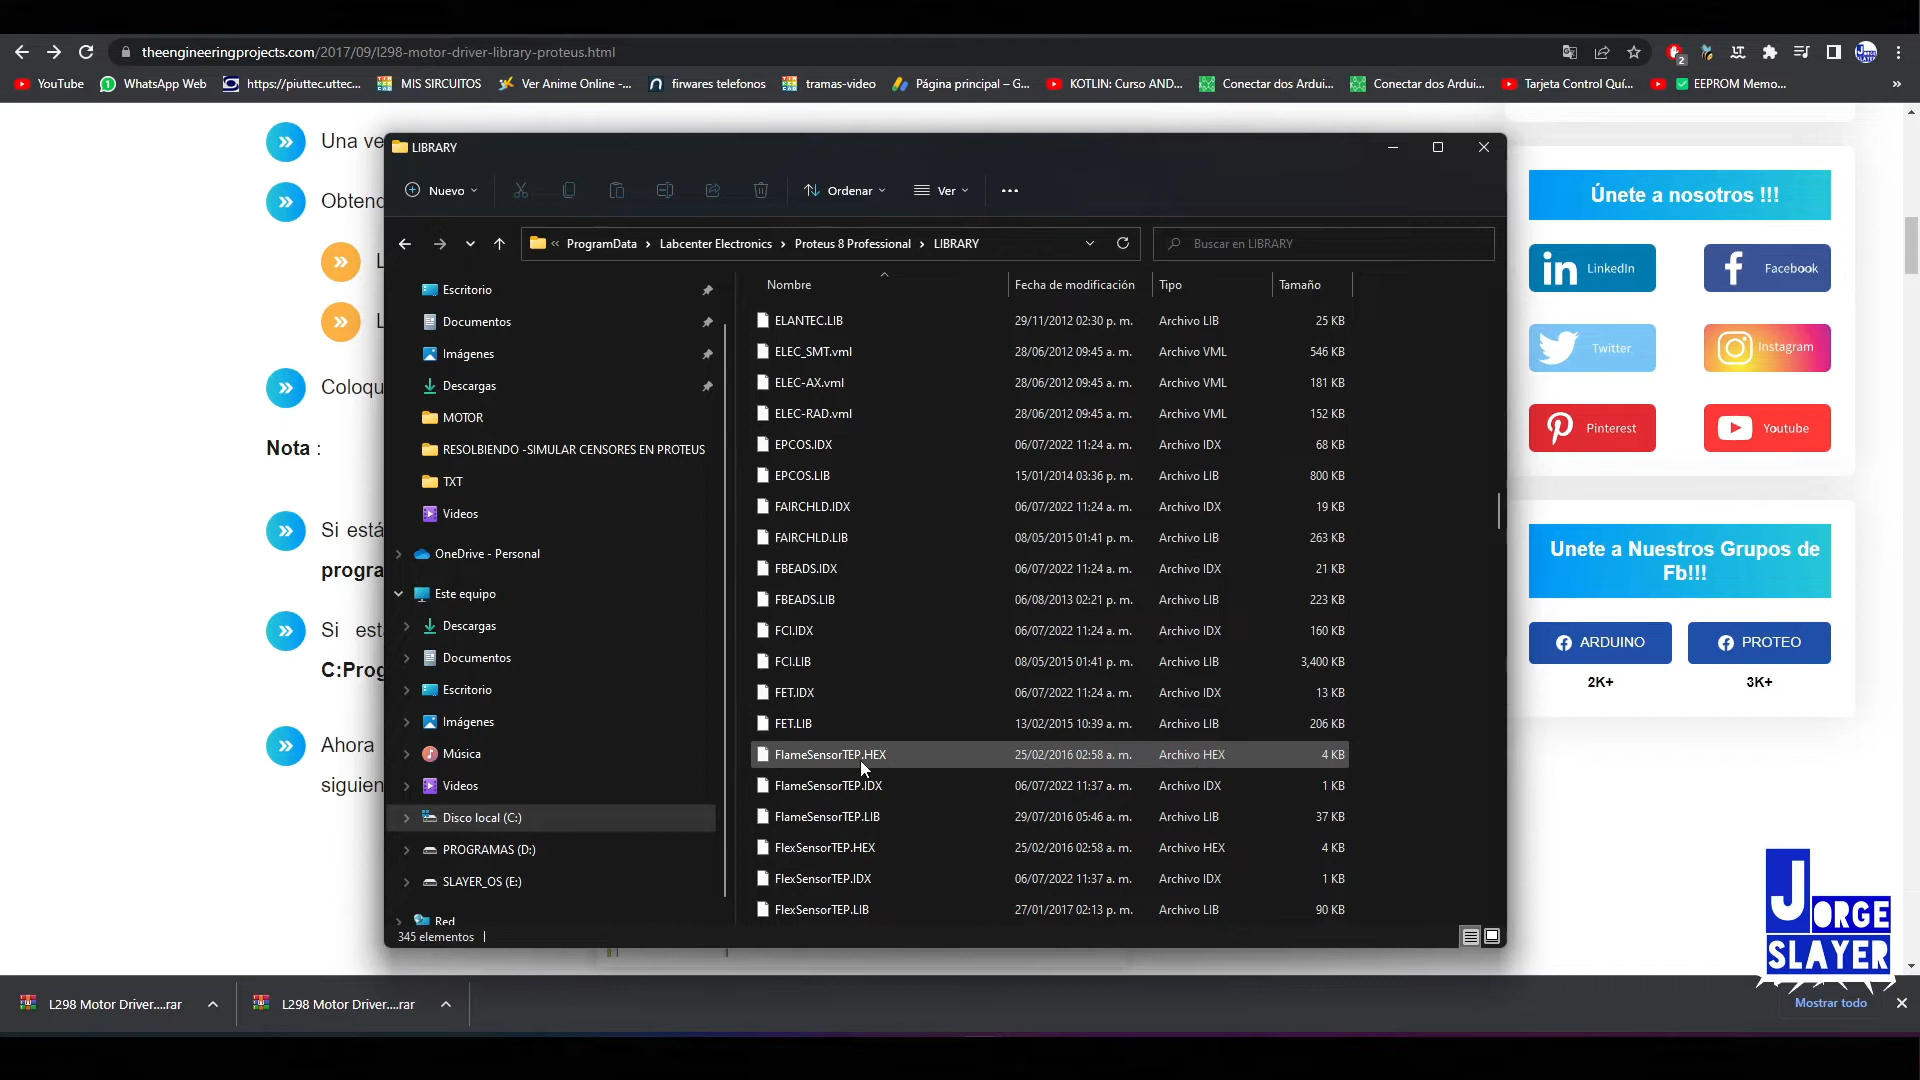 theengineeringprojects.com/2017/09/l298-motor-driver-library-proteus.html
2
YouTube
WhatsApp Web
https://piuttec.uttec...
MIS SIRCUITOS
Ver Anime Online -...
finwares telefonos
tramas-video
Página principal – G...
KOTLIN: Curso AND...
Conectar dos Ardui...
Conectar dos Ardui...
Tarjeta Control Quí...
EEPROM Memo...
»
Una ve
Obtend
L
L
Coloqu
Nota :
Si está
progra
Si est
C:Prog
Ahora
siguien
LIBRARY
Nuevo
Ordenar
Ver
« ProgramData › Labcenter Electronics › Proteus 8 Professional › LIBRARY
Buscar en LIBRARY
Escritorio
Documentos
Imágenes
Descargas
MOTOR
RESOLBIENDO -SIMULAR CENSORES EN PROTEUS
TXT
Videos
OneDrive - Personal
Este equipo
Descargas
Documentos
Escritorio
Imágenes
Música
Videos
Disco local (C:)
PROGRAMAS (D:)
SLAYER_OS (E:)
Red
Nombre Fecha de modificación Tipo Tamaño
ELANTEC.LIB 29/11/2012 02:30 p. m. Archivo LIB 25 KB
ELEC_SMT.vml 28/06/2012 09:45 a. m. Archivo VML 546 KB
ELEC-AX.vml 28/06/2012 09:45 a. m. Archivo VML 181 KB
ELEC-RAD.vml 28/06/2012 09:45 a. m. Archivo VML 152 KB
EPCOS.IDX 06/07/2022 11:24 a. m. Archivo IDX 68 KB
EPCOS.LIB 15/01/2014 03:36 p. m. Archivo LIB 800 KB
FAIRCHLD.IDX 06/07/2022 11:24 a. m. Archivo IDX 19 KB
FAIRCHLD.LIB 08/05/2015 01:41 p. m. Archivo LIB 263 KB
FBEADS.IDX 06/07/2022 11:24 a. m. Archivo IDX 21 KB
FBEADS.LIB 06/08/2013 02:21 p. m. Archivo LIB 223 KB
FCI.IDX 06/07/2022 11:24 a. m. Archivo IDX 160 KB
FCI.LIB 08/05/2015 01:41 p. m. Archivo LIB 3,400 KB
FET.IDX 06/07/2022 11:24 a. m. Archivo IDX 13 KB
FET.LIB 13/02/2015 10:39 a. m. Archivo LIB 206 KB
FlameSensorTEP.HEX 25/02/2016 02:58 a. m. Archivo HEX 4 KB
FlameSensorTEP.IDX 06/07/2022 11:37 a. m. Archivo IDX 1 KB
FlameSensorTEP.LIB 29/07/2016 05:46 a. m. Archivo LIB 37 KB
FlexSensorTEP.HEX 25/02/2016 02:58 a. m. Archivo HEX 4 KB
FlexSensorTEP.IDX 06/07/2022 11:37 a. m. Archivo IDX 1 KB
FlexSensorTEP.LIB 27/01/2017 02:13 p. m. Archivo LIB 90 KB
345 elementos
Únete a nosotros !!!
LinkedIn
Facebook
Twitter
Instagram
Pinterest
Youtube
Unete a Nuestros Grupos de
Fb!!!
ARDUINO
PROTEO
2K+
3K+
JORGE
SLAYER
L298 Motor Driver....rar
L298 Motor Driver....rar
Mostrar todo